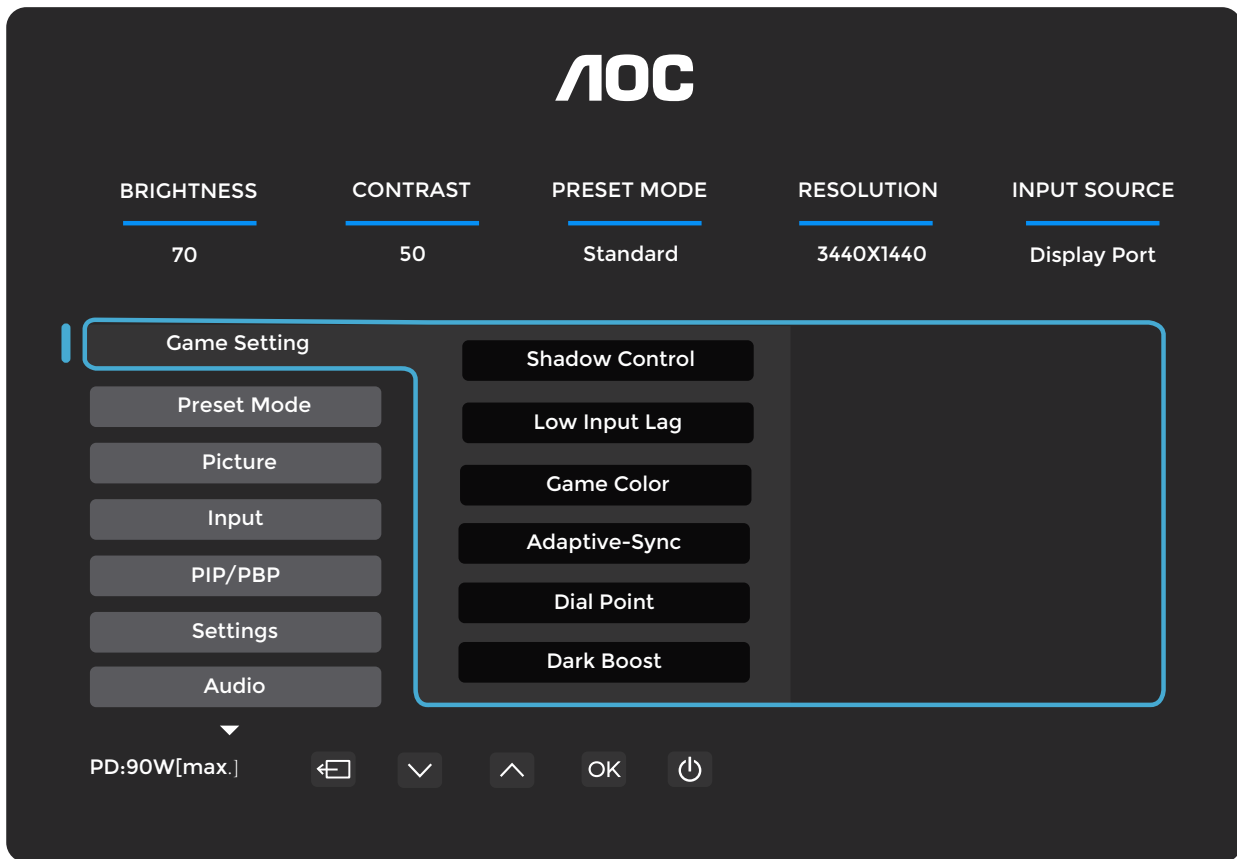 AOC
BRIGHTNESS CONTRAST PRESET MODE RESOLUTION INPUT SOURCE
70 50 Standard 3440X1440 Display Port
Game Setting
Preset Mode
Picture
Input
PIP/PBP
Settings
Audio
Shadow Control
Low Input Lag
Game Color
Adaptive-Sync
Dial Point
Dark Boost
PD:90W[max.]
OK